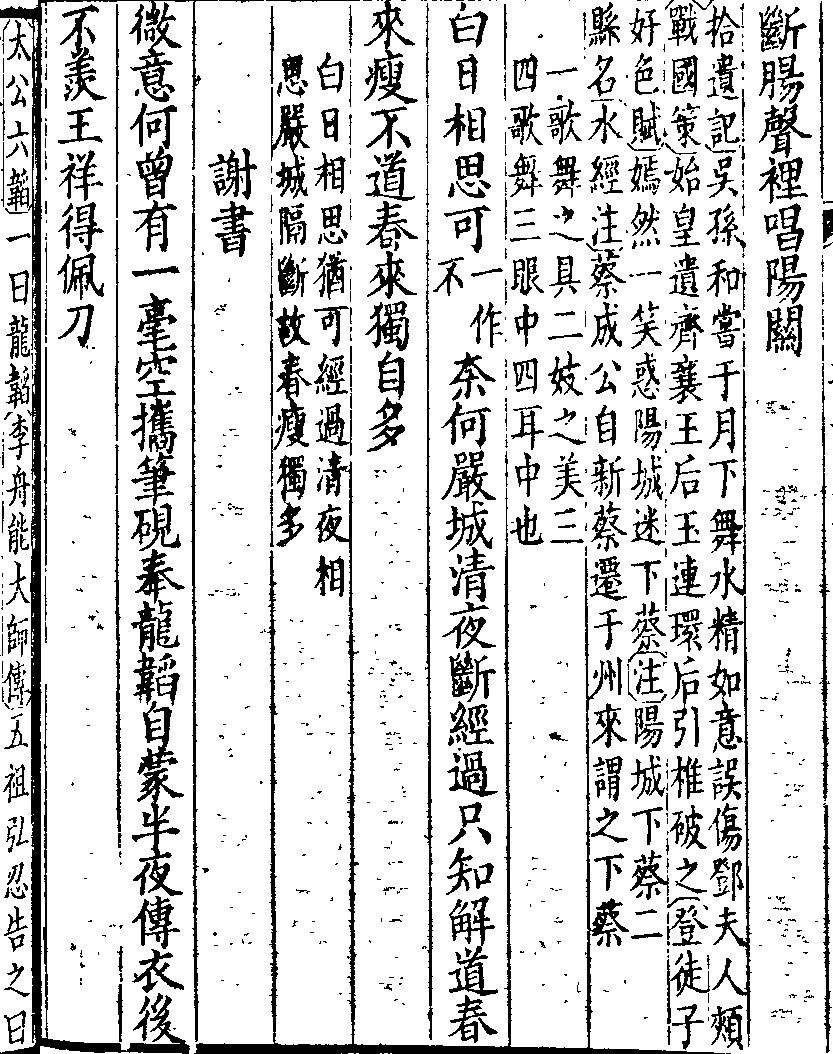 斷腸聲裡唱陽關
拾遺記吳孫和嘗于月下舞水精如意誤傷鄧夫人頰
戰國策始皇遺齊襄王后玉連環后引椎破之登徒子
好色賦嫣然一笑惑陽城迷下蔡注陽城下蔡二
縣名水經注蔡成公自新蔡遷于州來謂之下蔡
一歌舞之具二妓之美三
四歌舞三眼中四耳中也
白日相思可一作不奈何嚴城清夜斷經過只知解道春
來瘦不道春來獨自多
白日相思猶可經過清夜相
思嚴城隔斷故春瘦獨多
謝書
微意何曾有一毫空攜筆硯奉龍韜自蒙半夜傳衣後
不羨王祥得佩刀
太公六韜一曰龍韜李舟能大師傳五祖弘忍告之曰